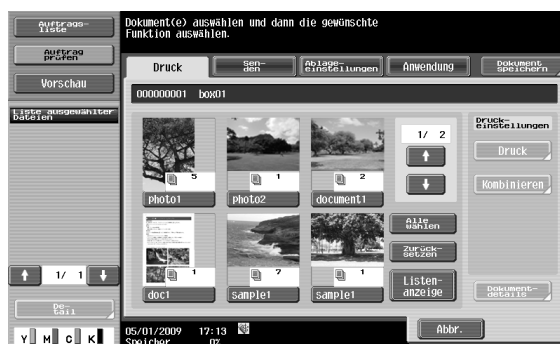 Auftrags-
liste
Auftrag
prüfen
Vorschau
Liste ausgewählter
Dateien
1/ 1
De-
tail
Y M C K
Dokument(e) auswählen und dann die gewünschte
Funktion auswählen.
Druck
Sen-
den
Ablage-
einstellungen
Anwendung
Dokument
speichern
000000001 box01
5
photo1
1
photo2
2
document1
1
doc1
7
sample1
1
sample1
1/ 2
Alle
wählen
Zurück-
setzen
Listen-
anzeige
Druck-
einstellungen
Druck
Kombinieren
Dokument-
details
05/01/2009 17:13
Speicher 0%
Abbr.